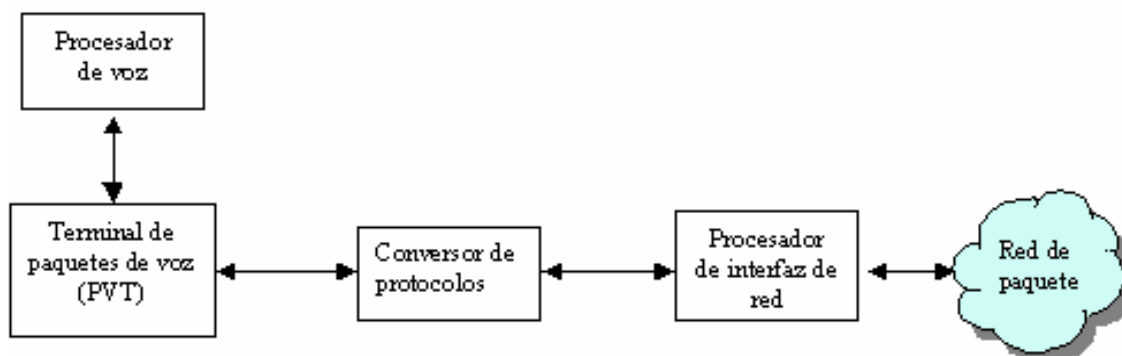 Procesador
de voz
Terminal de
paquetes de voz
(PVT)
Conversor de
protocolos
Procesador
de interfaz de
red
Red de
paquete